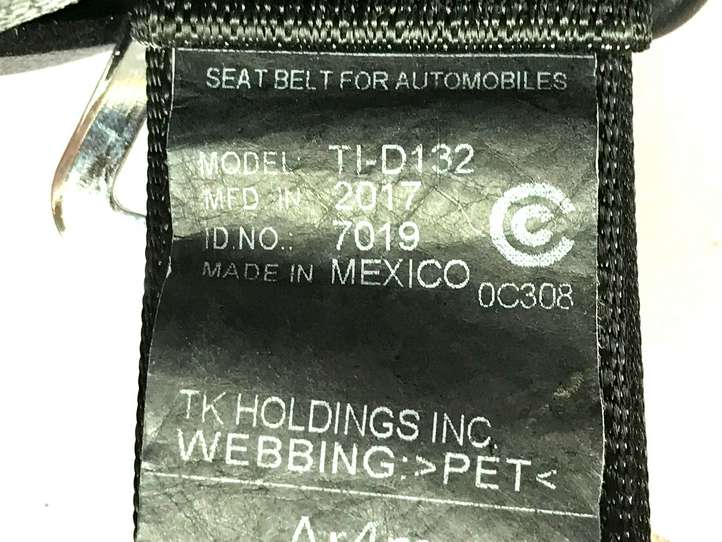 SEAT BELT FOR AUTOMOBILES
MODEL: TI-D132
MFD. IN 2017
ID.NO.: 7019
MADE IN MEXICO
0C308
TK HOLDINGS INC.
WEBBING:>PET<